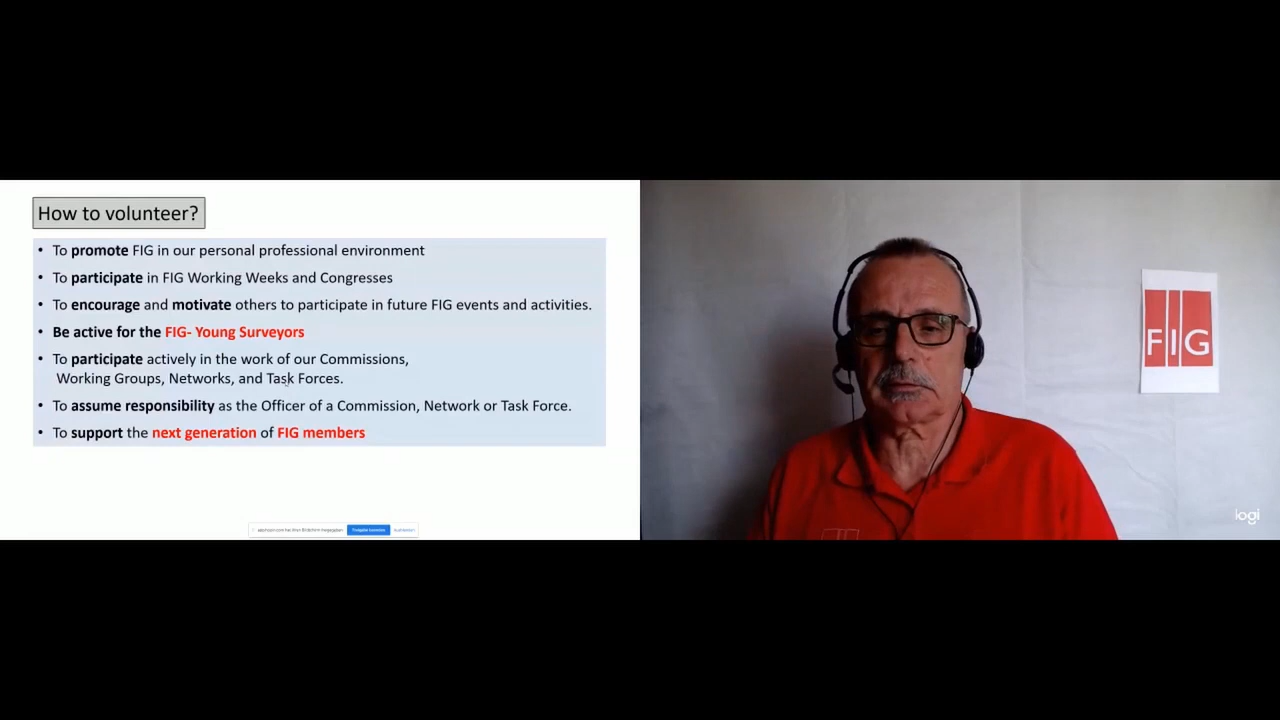 How to volunteer?
• To promote FIG in our personal professional environment
• To participate in FIG Working Weeks and Congresses
• To encourage and motivate others to participate in future FIG events and activities.
• Be active for the FIG- Young Surveyors
• To participate actively in the work of our Commissions,
Working Groups, Networks, and Task Forces.
• To assume responsibility as the Officer of a Commission, Network or Task Force.
• To support the next generation of FIG members
FIG
logi